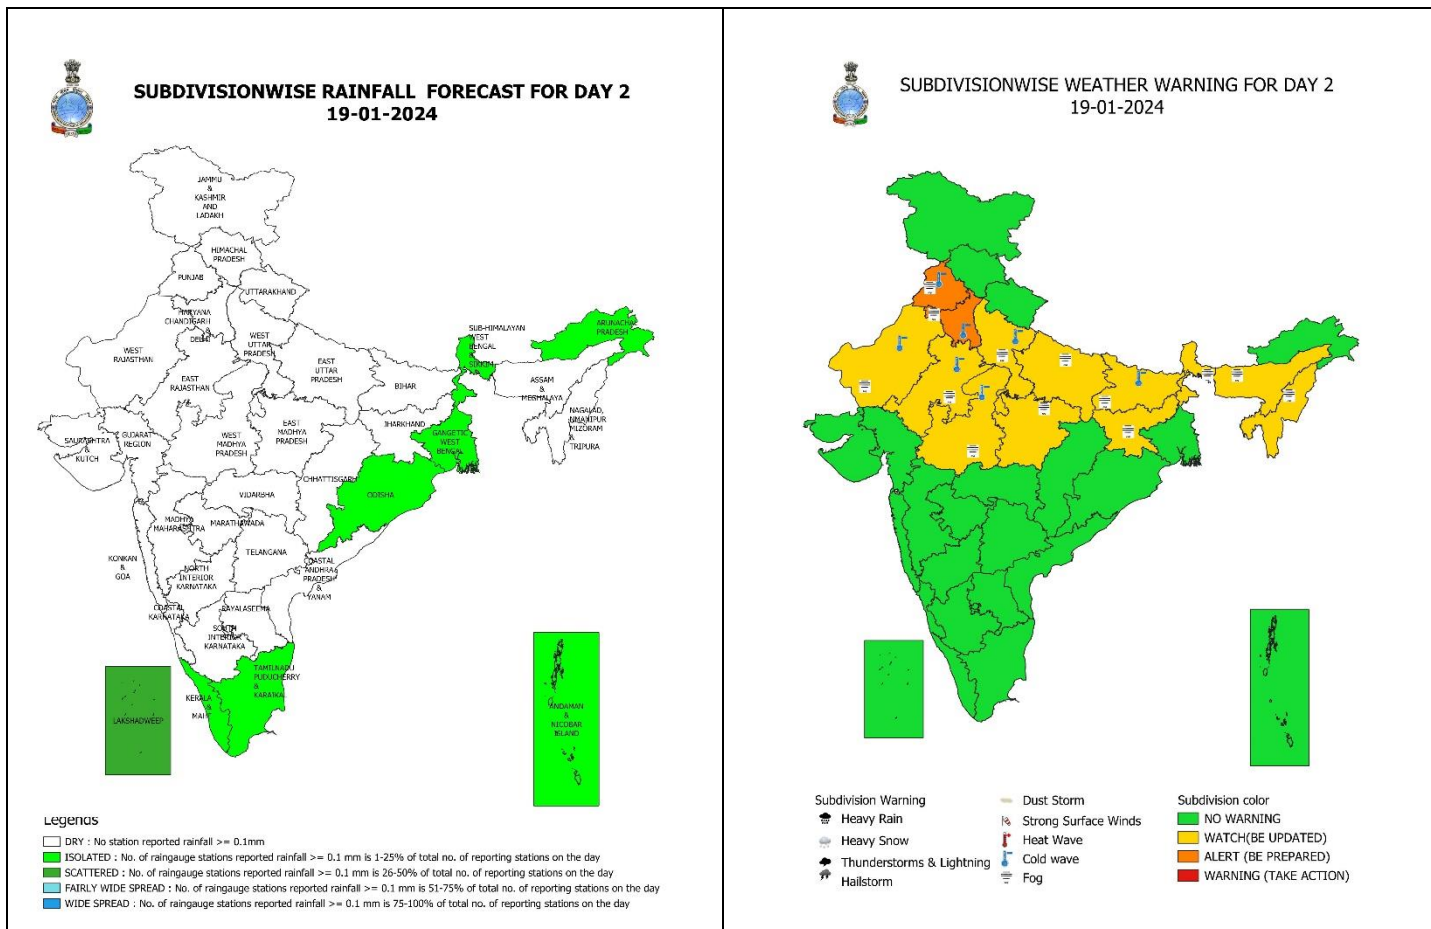 SUBDIVISIONWISE RAINFALL FORECAST FOR DAY 2
19-01-2024
JAMMU
&
KASHMIR
AND
LADAKH
HIMACHAL
PRADESH
PUNJAB
UTTARAKHAND
HARYANA
CHANDIGARH
&
DELHI
WEST
RAJASTHAN
WEST
UTTAR
PRADESH
EAST
UTTAR
PRADESH
EAST
RAJASTHAN
SUB-HIMALAYAN
WEST
BENGAL
&
SIKKIM
ARUNACHAL
PRADESH
BIHAR
ASSAM
&
MEGHALAYA
NAGALAD,
MANIPUR
MIZORAM
&
TRIPURA
JHARKHAND
GANGETIC
WEST
BENGAL
SAURASHTRA
&
KUTCH
GUJARAT
REGION
WEST
MADHYA
PRADESH
EAST
MADHYA
PRADESH
CHHATTISGARH
ODISHA
VIDARBHA
MADHYA
MAHARASHTRA
MARATHAWADA
TELANGANA
KONKAN
&
GOA
NORTH
INTERIOR
KARNATAKA
COASTAL
ANDHRA
PRADESH
&
YANAM
COASTAL
KARNATAKA
RAYALASEEMA
SOUTH
INTERIOR
KARNATAKA
TAMILNADU
PUDUCHERRY
&
KARAIKAL
KERALA
&
MAHE
LAKSHADWEEP
ANDAMAN
&
NICOBAR
ISLAND
Legends
DRY : No station reported rainfall >= 0.1mm
ISOLATED : No. of raingauge stations reported rainfall >= 0.1 mm is 1-25% of total no. of reporting stations on the day
SCATTERED : No. of raingauge stations reported rainfall >= 0.1 mm is 26-50% of total no. of reporting stations on the day
FAIRLY WIDE SPREAD : No. of raingauge stations reported rainfall >= 0.1 mm is 51-75% of total no. of reporting stations on the day
WIDE SPREAD : No. of raingauge stations reported rainfall >= 0.1 mm is 75-100% of total no. of reporting stations on the day
SUBDIVISIONWISE WEATHER WARNING FOR DAY 2
19-01-2024
Subdivision Warning
Heavy Rain
Heavy Snow
Thunderstorms & Lightning
Hailstorm
Dust Storm
Strong Surface Winds
Heat Wave
Cold wave
Fog
Subdivision color
NO WARNING
WATCH(BE UPDATED)
ALERT (BE PREPARED)
WARNING (TAKE ACTION)